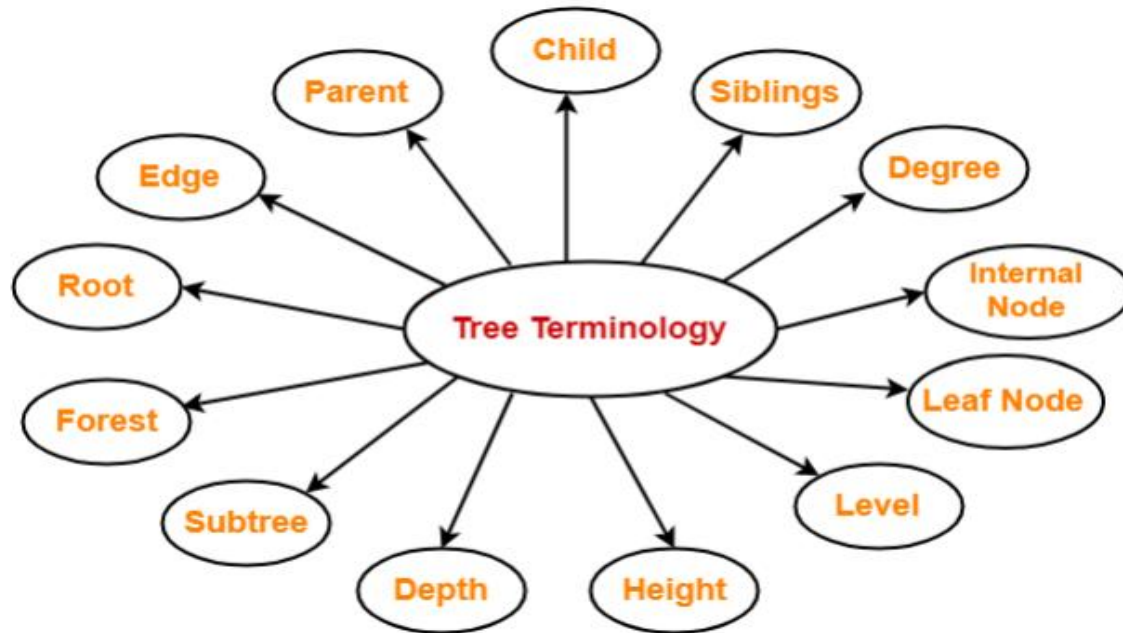 Child
Parent
Siblings
Edge
Degree
Root
Internal
Node
Tree Terminology
Forest
Leaf Node
Subtree
Level
Depth
Height